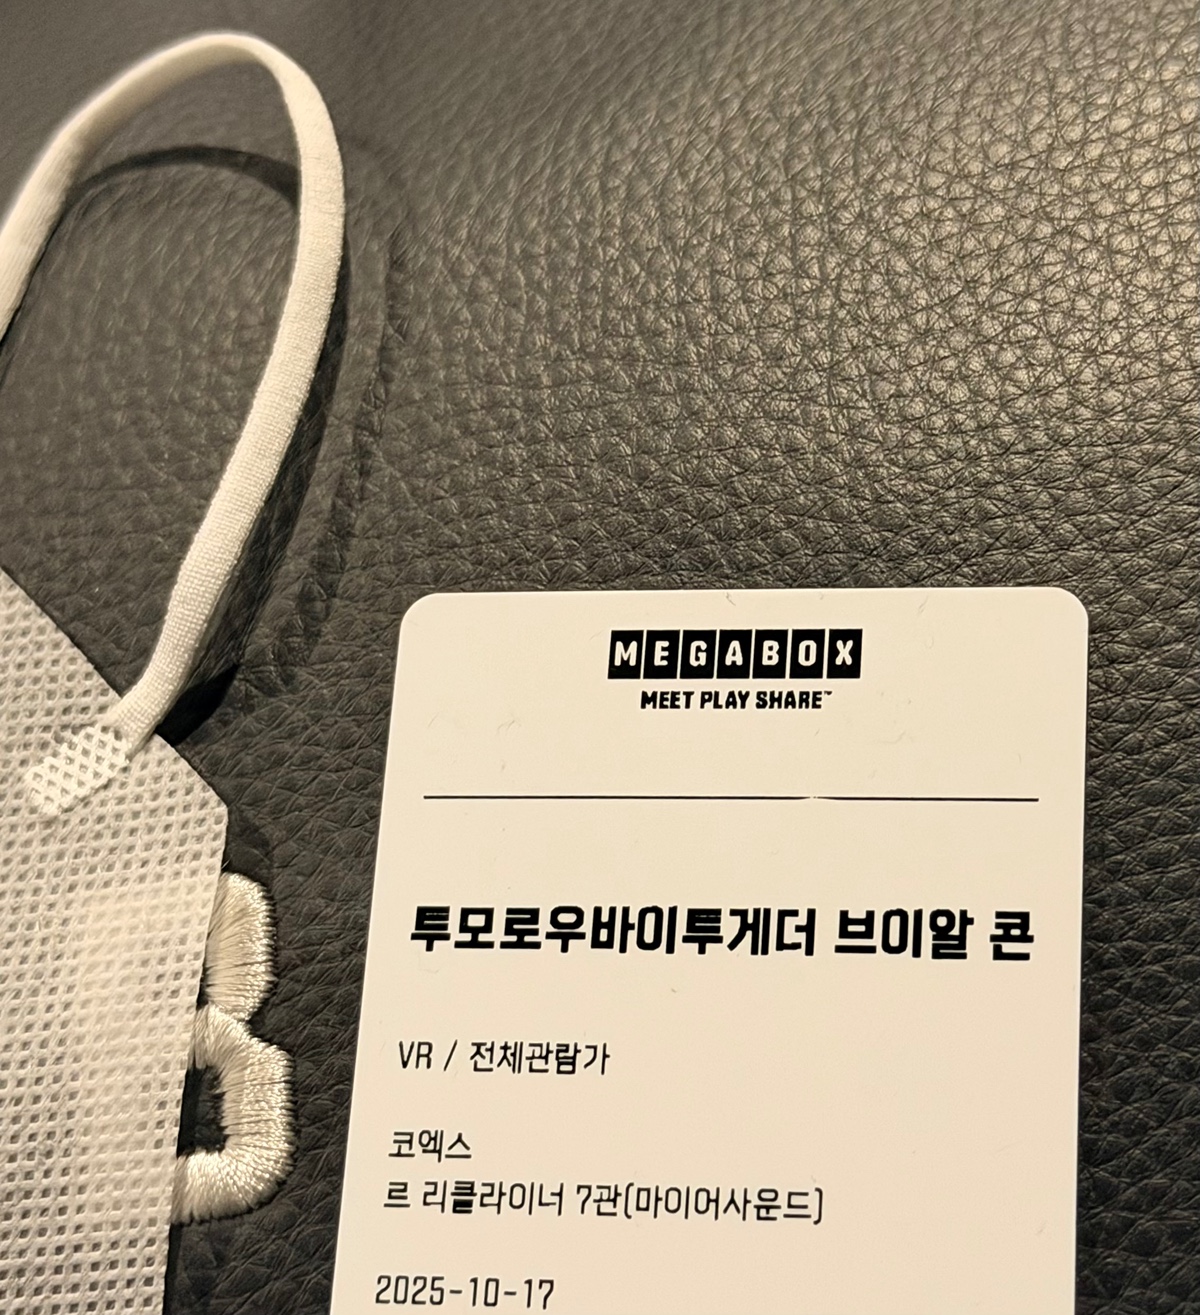 MEGABOX
MEET PLAY SHARE™
투모로우바이투게더 브이알 콘
VR / 전체관람가
코엑스
르 리클라이너 7관(마이어사운드)
2025-10-17